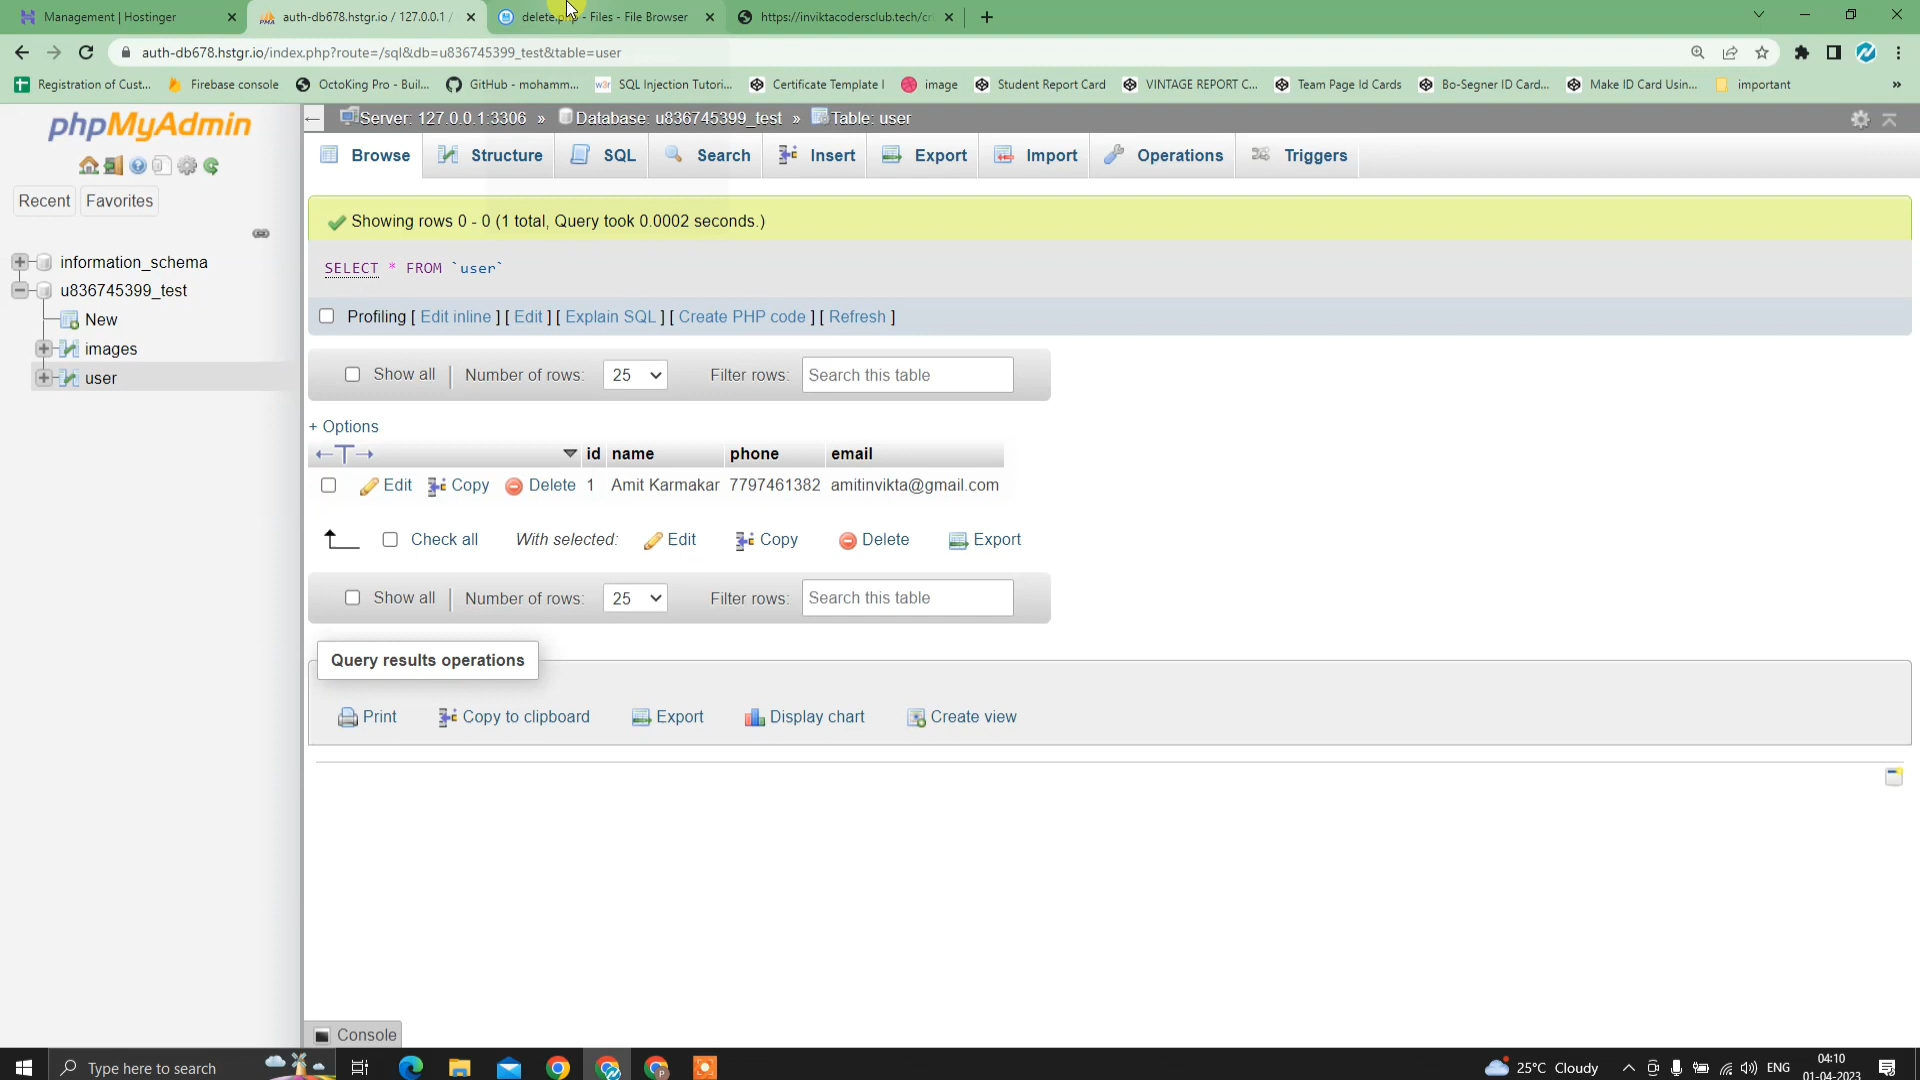 Management | Hostinger
auth-db678.hstgr.io / 127.0.0.1 /
- Files - File Browser
https://inviktacodersclub.tech/cr
auth-db678.hstgr.io/index.php?route=/sql&db=u836745399_test&table=user
Registration of Cust...
Firebase console
OctoKing Pro - Buil...
GitHub - mohamm...
w3r SQL Injection Tutori...
Certificate Template I
image
Student Report Card
VINTAGE REPORT C...
Team Page Id Cards
Bo-Segner ID Card...
Make ID Card Usin...
important
»
phpMyAdmin
Recent Favorites
information_schema
u836745399_test
New
images
user
Server: 127.0.0.1:3306 » Database: u836745399_test » Table: user
Browse Structure SQL Search Insert Export Import Operations Triggers
Showing rows 0 - 0 (1 total, Query took 0.0002 seconds.)
SELECT * FROM `user`
Profiling [ Edit inline ] [ Edit ] [ Explain SQL ] [ Create PHP code ] [ Refresh ]
Show all | Number of rows: 25 Filter rows: Search this table
+ Options
←T→ id name phone email
Edit Copy Delete 1 Amit Karmakar 7797461382 amitinvikta@gmail.com
Check all With selected: Edit Copy Delete Export
Show all | Number of rows: 25 Filter rows: Search this table
Query results operations
Print Copy to clipboard Export Display chart Create view
Console
Type here to search
25°C Cloudy
ENG
04:10
01-04-2023